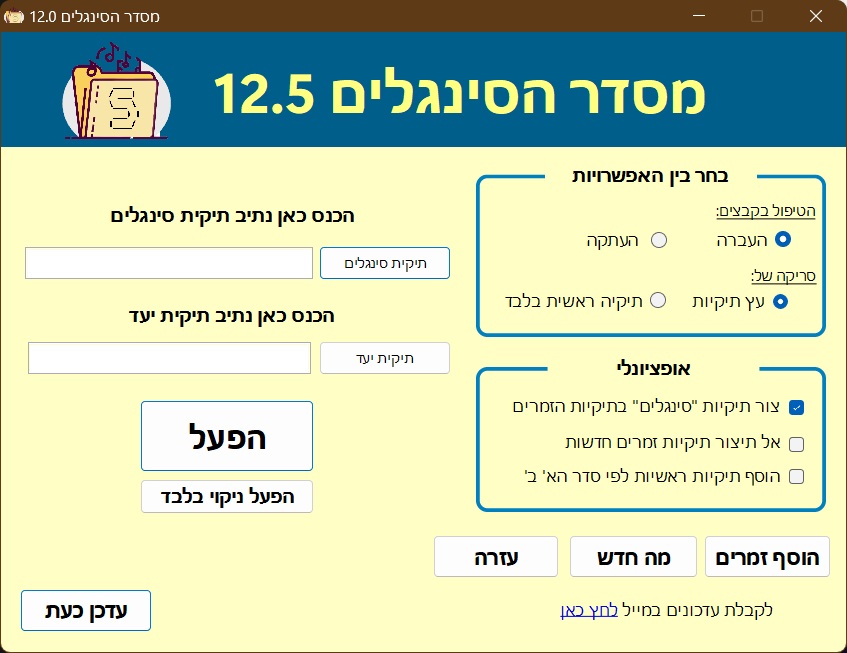 מסדר הסינגלים 12.0
מסדר הסינגלים 12.5
בחר בין האפשרויות
הטיפול בקבצים:
העברה
העתקה
סריקה של:
עץ תיקיות
תיקיה ראשית בלבד
אופציונלי
צור תיקיות "סינגלים" בתיקיות הזמרים
אל תיצור תיקיות זמרים חדשות
הוסף תיקיות ראשיות לפי סדר הא' ב'
הכנס כאן נתיב תיקית סינגלים
תיקית סינגלים
הכנס כאן נתיב תיקית יעד
תיקית יעד
הפעל
הפעל ניקוי בלבד
הוסף זמרים
מה חדש
עזרה
לקבלת עדכונים במייל לחץ כאן
עדכן כעת